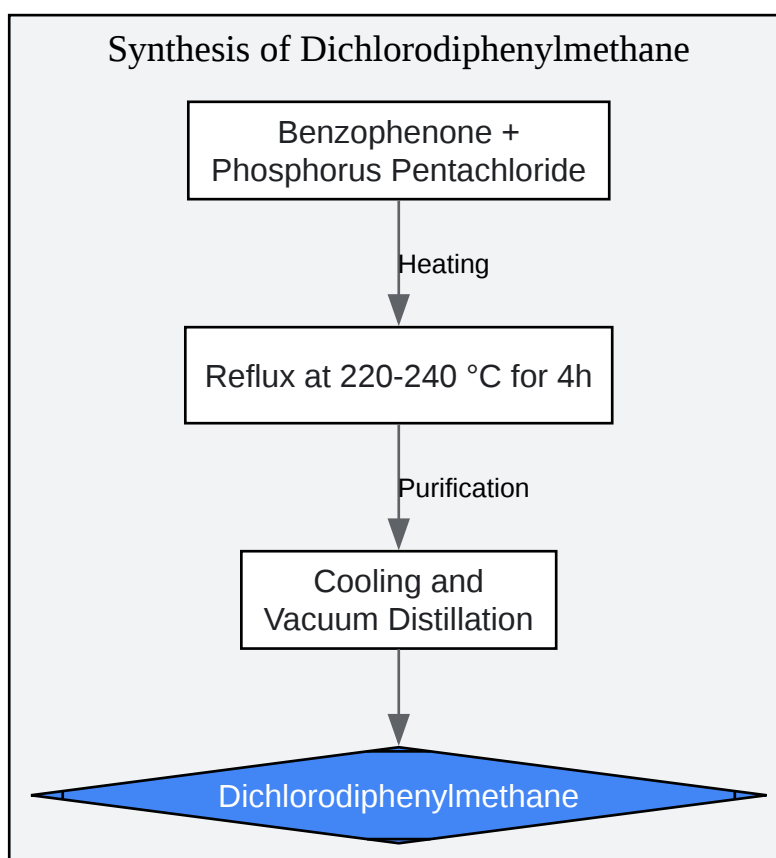 Synthesis of Dichlorodiphenylmethane
Benzophenone +
Phosphorus Pentachloride
Heating
Reflux at 220-240 °C for 4h
Purification
Cooling and
Vacuum Distillation
Dichlorodiphenylmethane